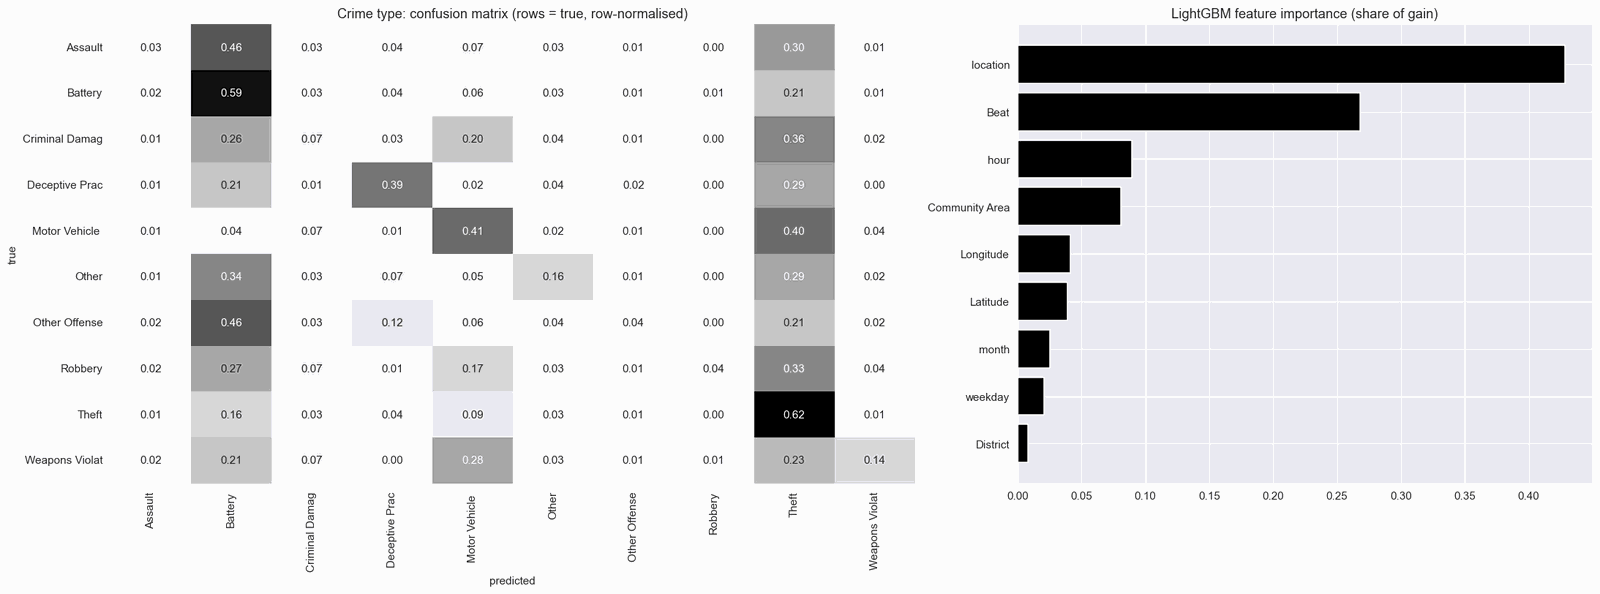 Crime type: confusion matrix (rows = true, row-normalised)
Assault 0.03 0.46 0.03 0.04 0.07 0.03 0.01 0.00 0.30 0.01
Battery 0.02 0.59 0.03 0.04 0.06 0.03 0.01 0.01 0.21 0.01
Criminal Damag 0.01 0.26 0.07 0.03 0.20 0.04 0.01 0.00 0.36 0.02
Deceptive Prac 0.01 0.21 0.01 0.39 0.02 0.04 0.02 0.00 0.29 0.00
Motor Vehicle 0.01 0.04 0.07 0.01 0.41 0.02 0.01 0.00 0.40 0.04
Other 0.01 0.34 0.03 0.07 0.05 0.16 0.01 0.00 0.29 0.02
Other Offense 0.02 0.46 0.03 0.12 0.06 0.04 0.04 0.00 0.21 0.02
Robbery 0.02 0.27 0.07 0.01 0.17 0.03 0.01 0.04 0.33 0.04
Theft 0.01 0.16 0.03 0.04 0.09 0.03 0.01 0.00 0.62 0.01
Weapons Violat 0.02 0.21 0.07 0.00 0.28 0.03 0.01 0.01 0.23 0.14
true
Assault
Battery
Criminal Damag
Deceptive Prac
Motor Vehicle
Other
Other Offense
Robbery
Theft
Weapons Violat
predicted
LightGBM feature importance (share of gain)
location
Beat
hour
Community Area
Longitude
Latitude
month
weekday
District
0.00 0.05 0.10 0.15 0.20 0.25 0.30 0.35 0.40